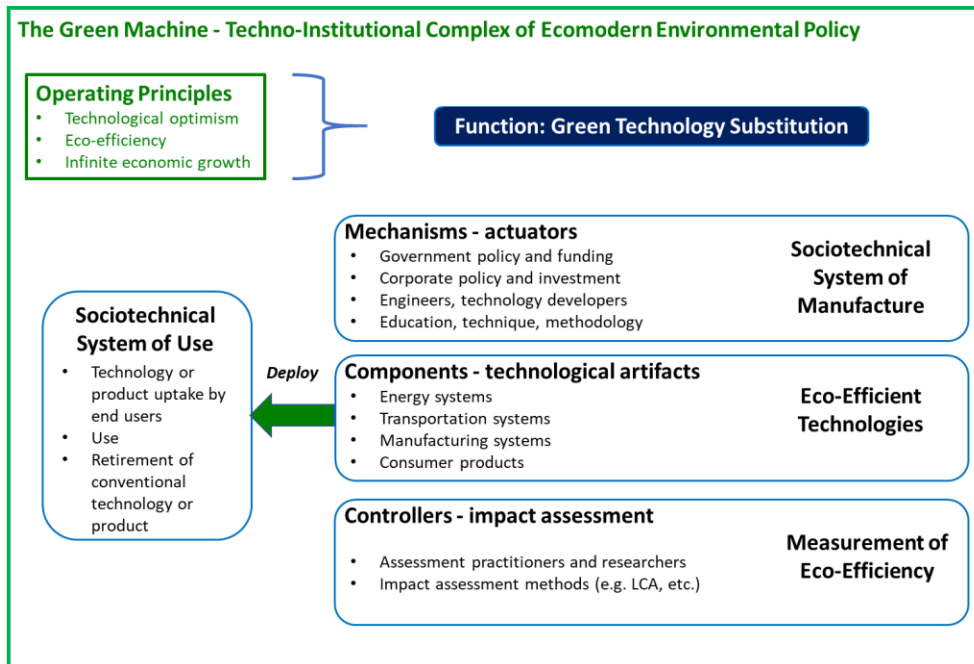 The Green Machine - Techno-Institutional Complex of Ecomodern Environmental Policy
Operating Principles
• Technological optimism
• Eco-efficiency
• Infinite economic growth
Function: Green Technology Substitution
Mechanisms - actuators
• Government policy and funding
• Corporate policy and investment
• Engineers, technology developers
• Education, technique, methodology
Sociotechnical
System of
Manufacture
Sociotechnical
System of Use
• Technology or
product uptake by
end users
• Use
• Retirement of
conventional
technology or
product
Deploy
Components - technological artifacts
• Energy systems
• Transportation systems
• Manufacturing systems
• Consumer products
Eco-Efficient
Technologies
Controllers - impact assessment
• Assessment practitioners and researchers
• Impact assessment methods (e.g. LCA, etc.)
Measurement of
Eco-Efficiency